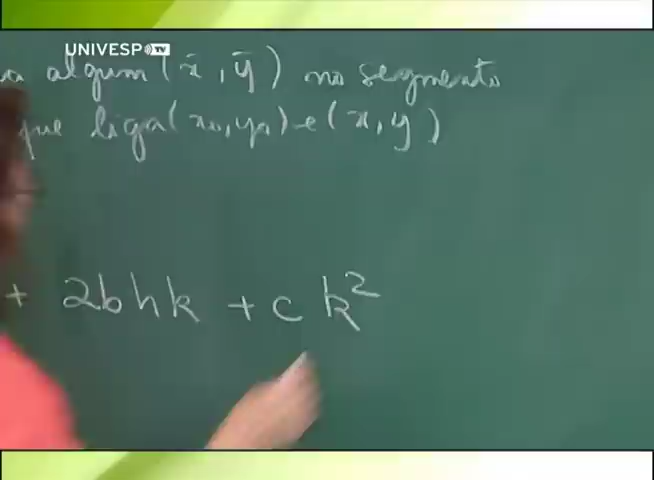 UNIVESP TV
algum (x̄, ȳ) no segmento
que liga (x₀, y₀) e (x, y)
+ 2bhk + ck²